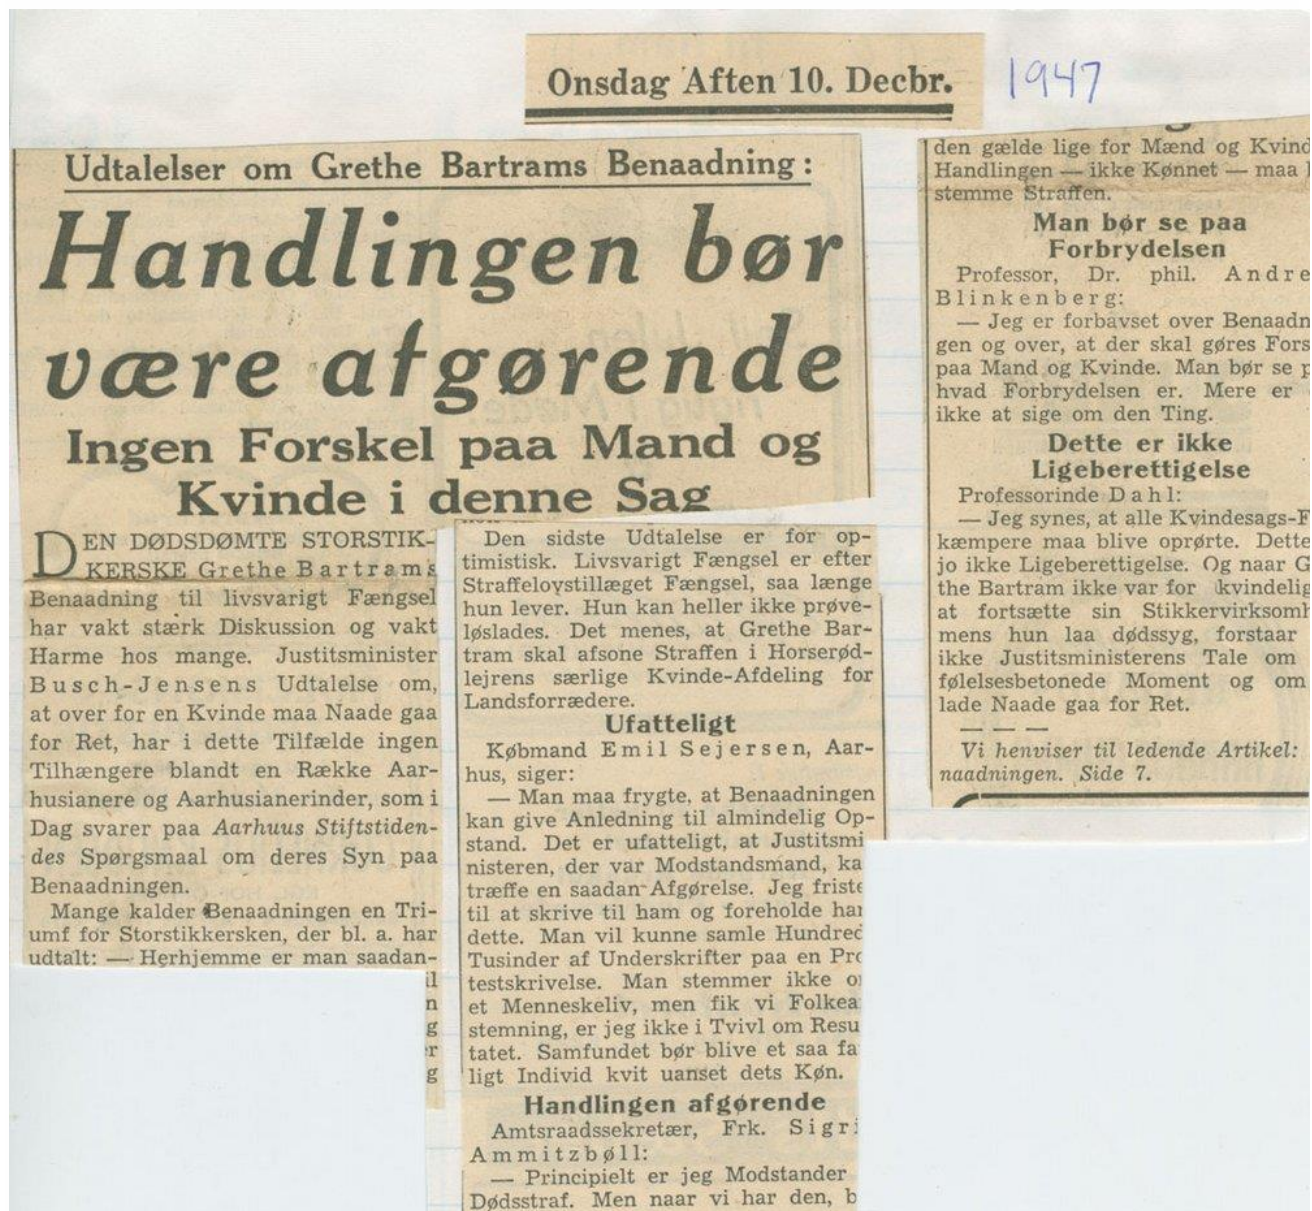 Onsdag Aften 10. Decbr.
1947
Udtalelser om Grethe Bartrams Benaadning:
Handlingen bør
være afgørende
Ingen Forskel paa Mand og
Kvinde i denne Sag
DEN DØDSDØMTE STORSTIK-
KERSKE Grethe Bartrams
Benaadning til livsvarigt Fængsel
har vakt stærk Diskussion og vakt
Harme hos mange. Justitsminister
Busch-Jensens Udtalelse om,
at over for en Kvinde maa Naade gaa
for Ret, har i dette Tilfælde ingen
Tilhængere blandt en Række Aar-
husianere og Aarhusianerinder, som i
Dag svarer paa Aarhuus Stiftstiden-
des Spørgsmaal om deres Syn paa
Benaadningen.
Mange kalder Benaadningen en Tri-
umf for Storstikkersken, der bl. a. har
udtalt: — Herhjemme er man saadan-
l
n
g
r
g
Den sidste Udtalelse er for op-
timistisk. Livsvarigt Fængsel er efter
Straffelovstillæget Fængsel, saa længe
hun lever. Hun kan heller ikke prøve-
løslades. Det menes, at Grethe Bar-
tram skal afsone Straffen i Horserød-
lejrens særlige Kvinde-Afdeling for
Landsforrædere.
Ufatteligt
Købmand Emil Sejersen, Aar-
hus, siger:
— Man maa frygte, at Benaadningen
kan give Anledning til almindelig Op-
stand. Det er ufatteligt, at Justitsmi
nisteren, der var Modstandsmand, ka
træffe en saadan Afgørelse. Jeg friste
til at skrive til ham og foreholde ha
dette. Man vil kunne samle Hundred
Tusinder af Underskrifter paa en Pro
testskrivelse. Man stemmer ikke o
et Menneskeliv, men fik vi Folkea
stemning, er jeg ikke i Tvivl om Resu
tatet. Samfundet bør blive et saa fa
ligt Individ kvit uanset dets Køn.
Handlingen afgørende
Amtsraadssekretær, Frk. Sigri
Ammitzbøll:
— Principielt er jeg Modstander
Dødsstraf. Men naar vi har den, b
den gælde lige for Mænd og Kvind
Handlingen — ikke Kønnet — maa
stemme Straffen.
Man bør se paa
Forbrydelsen
Professor, Dr. phil. Andre
Blinkenberg:
— Jeg er forbavset over Benaadn
gen og over, at der skal gøres Fors
paa Mand og Kvinde. Man bør se p
hvad Forbrydelsen er. Mere er
ikke at sige om den Ting.
Dette er ikke
Ligeberettigelse
Professorinde Dahl:
— Jeg synes, at alle Kvindesags-F
kæmpere maa blive oprørte. Dette
jo ikke Ligeberettigelse. Og naar G
the Bartram ikke var for kvindelig
at fortsætte sin Stikkervirksomh
mens hun laa dødssyg, forstaar
ikke Justitsministerens Tale om
følelsesbetonede Moment og om
lade Naade gaa for Ret.
— — —
Vi henviser til ledende Artikel:
naadningen. Side 7.